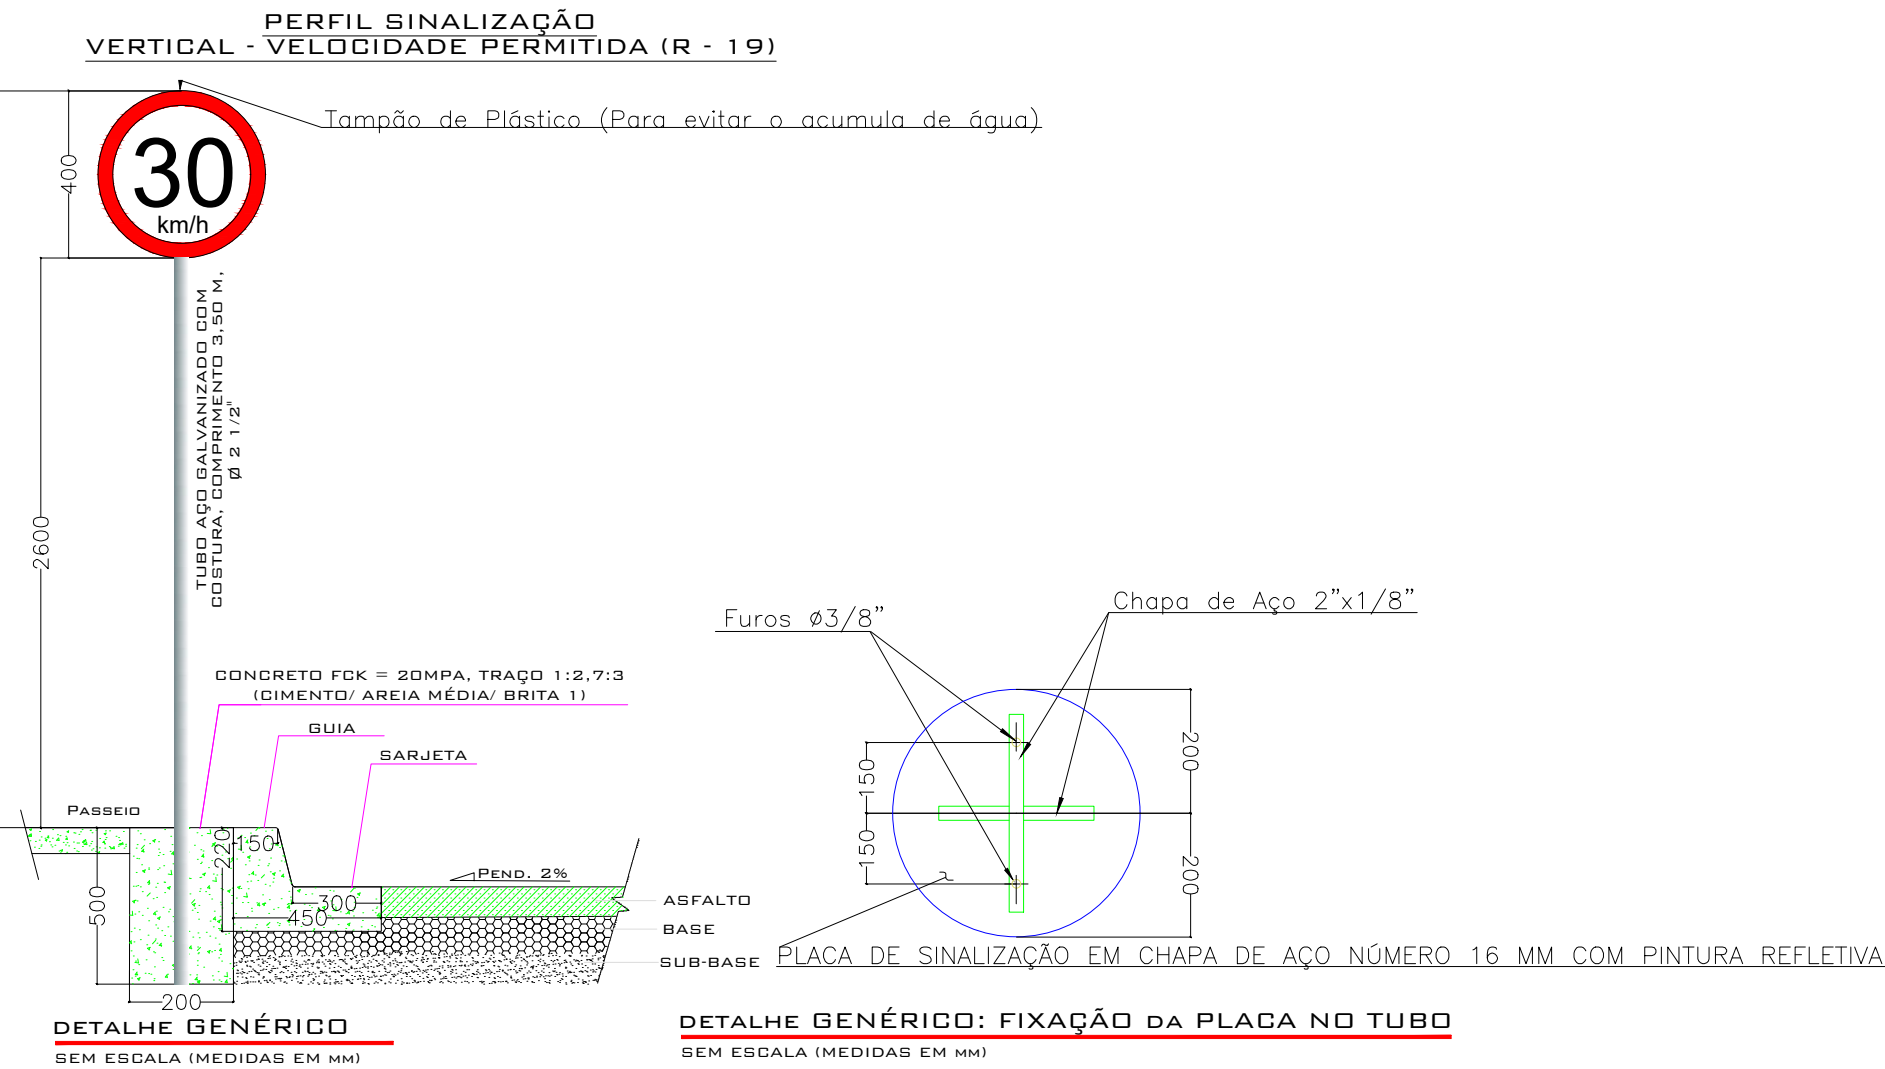 PERFIL SINALIZAÇÃO
VERTICAL - VELOCIDADE PERMITIDA (R - 19)
Tampão de Plástico (Para evitar o acumula de água)
400
30
km/h
2600
TUBO AÇO GALVANIZADO COM
COSTURA, COMPRIMENTO 3,50 M,
Ø 2 1/2"
CONCRETO FCK = 20MPA, TRAÇO 1:2,7:3
(CIMENTO/ AREIA MÉDIA/ BRITA 1)
GUIA
SARJETA
PASSEIO
220
150
500
300
450
PEND. 2%
200
ASFALTO
BASE
SUB-BASE
DETALHE GENÉRICO
SEM ESCALA (MEDIDAS EM MM)
Furos ø3/8”
Chapa de Aço 2”x1/8”
150
150
200
200
PLACA DE SINALIZAÇÃO EM CHAPA DE AÇO NÚMERO 16 MM COM PINTURA REFLETIVA
DETALHE GENÉRICO: FIXAÇÃO DA PLACA NO TUBO
SEM ESCALA (MEDIDAS EM MM)